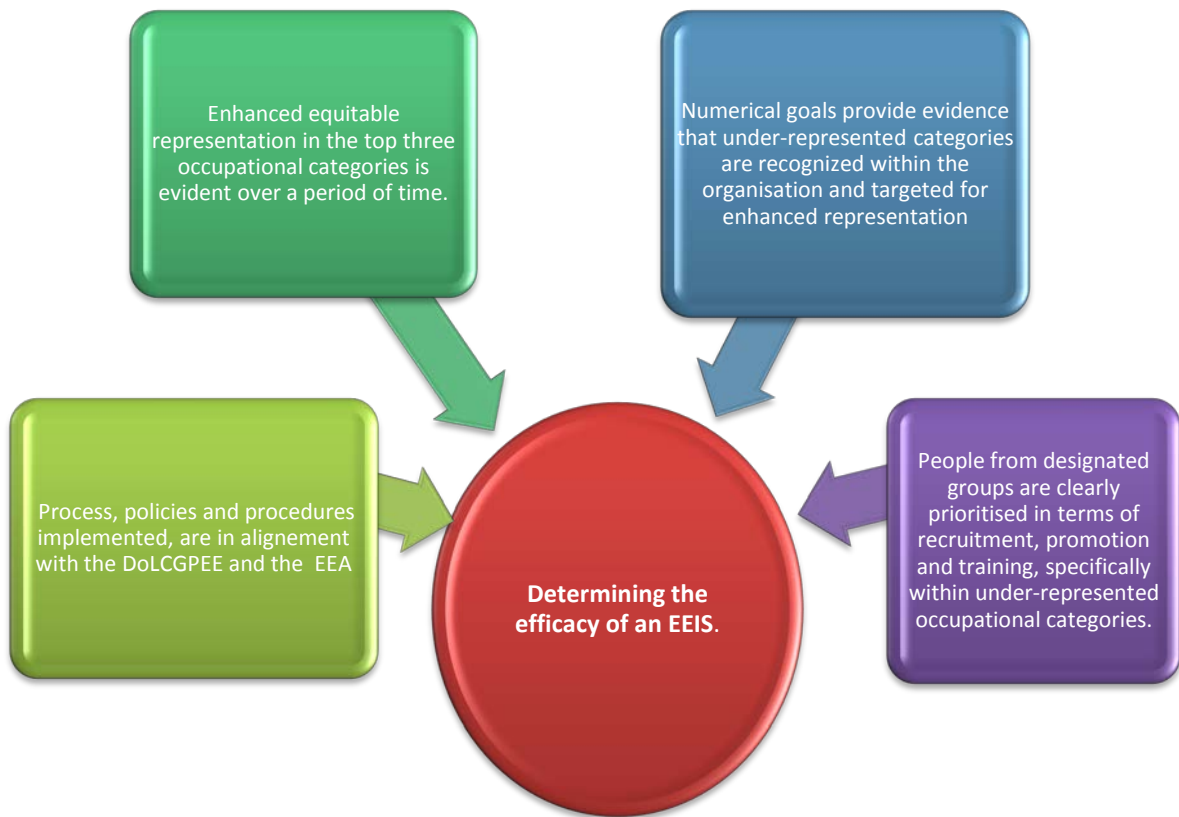 Enhanced equitable
representation in the top three
occupational categories is
evident over a period of time.
Numerical goals provide evidence
that under-represented categories
are recognized within the
organisation and targeted for
enhanced representation
Process, policies and procedures
implemented, are in alignement
with the DoLCGPEE and the EEA
Determining the
efficacy of an EEIS.
People from designated
groups are clearly
prioritised in terms of
recruitment, promotion
and training, specifically
within under-represented
occupational categories.